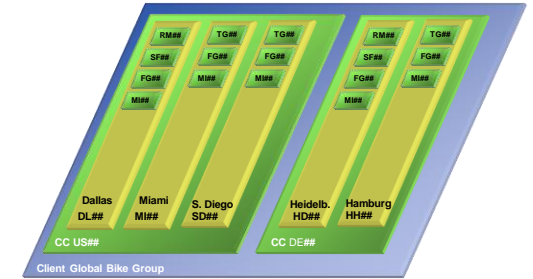 RM## TG## TG## RM## TG##
SF## FG## FG## SF## FG##
FG## MI## MI## FG## MI##
MI## MI##
Dallas Miami S. Diego Heidelb. Hamburg
DL## MI## SD## HD## HH##
CC US## CC DE##
Client Global Bike Group